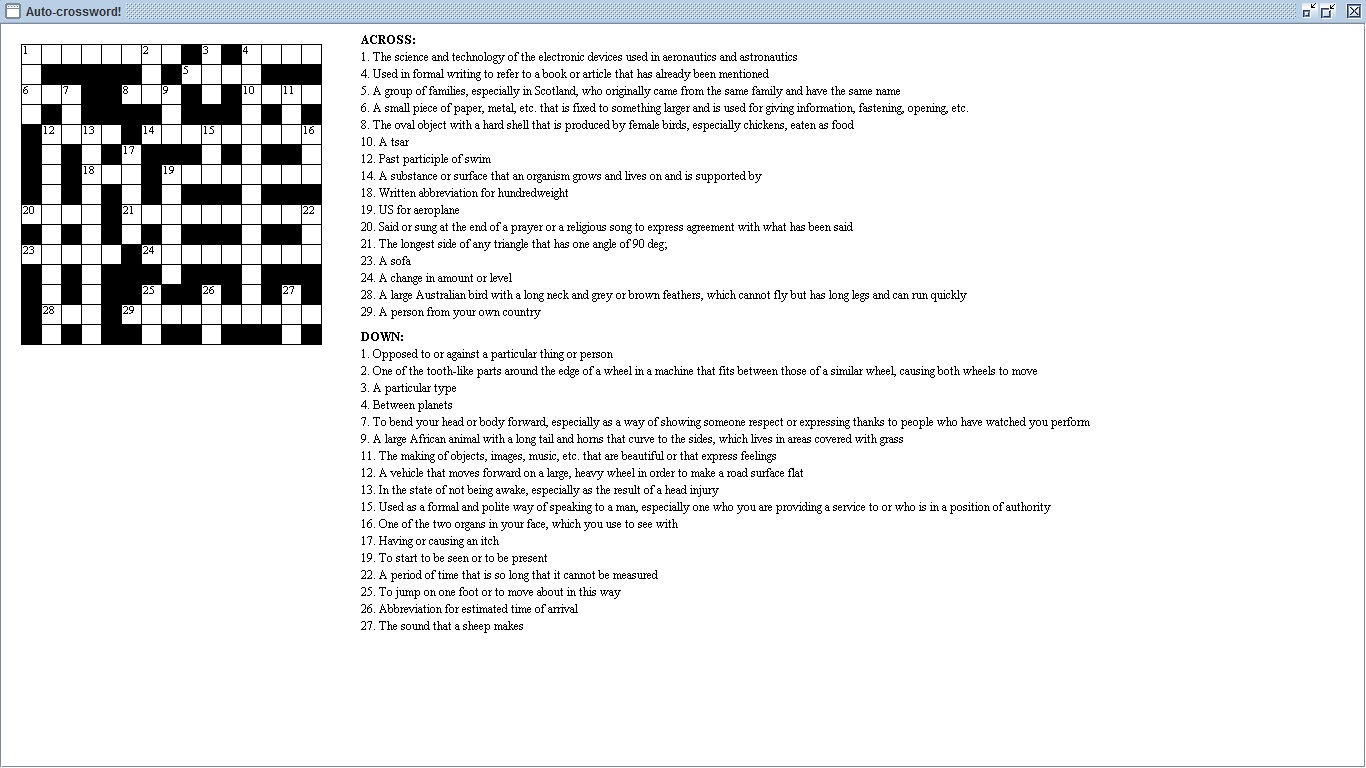 Auto-crossword!
1 2 3 4
5
6 7 8 9 10 11
12 13 14 15 16
17
18 19
20 21 22
23 24
25 26 27
28 29
ACROSS:
1. The science and technology of the electronic devices used in aeronautics and astronautics
4. Used in formal writing to refer to a book or article that has already been mentioned
5. A group of families, especially in Scotland, who originally came from the same family and have the same name
6. A small piece of paper, metal, etc. that is fixed to something larger and is used for giving information, fastening, opening, etc.
8. The oval object with a hard shell that is produced by female birds, especially chickens, eaten as food
10. A tsar
12. Past participle of swim
14. A substance or surface that an organism grows and lives on and is supported by
18. Written abbreviation for hundredweight
19. US for aeroplane
20. Said or sung at the end of a prayer or a religious song to express agreement with what has been said
21. The longest side of any triangle that has one angle of 90 deg;
23. A sofa
24. A change in amount or level
28. A large Australian bird with a long neck and grey or brown feathers, which cannot fly but has long legs and can run quickly
29. A person from your own country
DOWN:
1. Opposed to or against a particular thing or person
2. One of the tooth-like parts around the edge of a wheel in a machine that fits between those of a similar wheel, causing both wheels to move
3. A particular type
4. Between planets
7. To bend your head or body forward, especially as a way of showing someone respect or expressing thanks to people who have watched you perform
9. A large African animal with a long tail and horns that curve to the sides, which lives in areas covered with grass
11. The making of objects, images, music, etc. that are beautiful or that express feelings
12. A vehicle that moves forward on a large, heavy wheel in order to make a road surface flat
13. In the state of not being awake, especially as the result of a head injury
15. Used as a formal and polite way of speaking to a man, especially one who you are providing a service to or who is in a position of authority
16. One of the two organs in your face, which you use to see with
17. Having or causing an itch
19. To start to be seen or to be present
22. A period of time that is so long that it cannot be measured
25. To jump on one foot or to move about in this way
26. Abbreviation for estimated time of arrival
27. The sound that a sheep makes